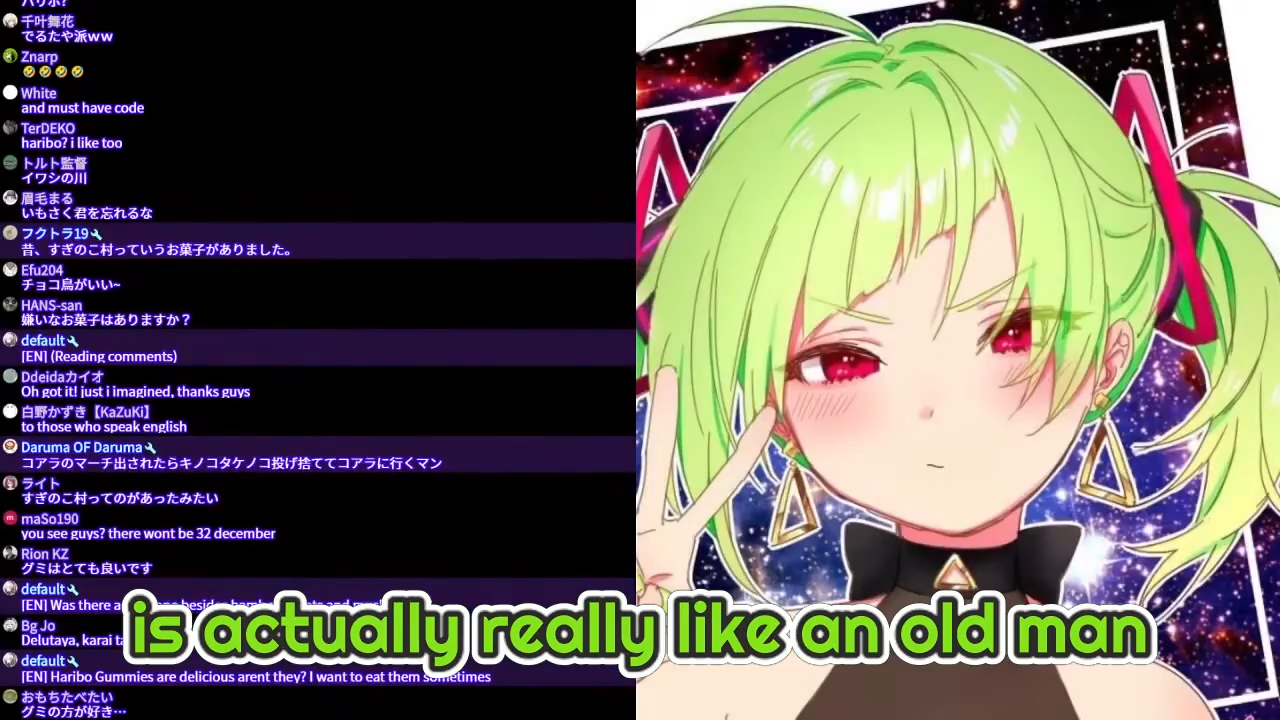 ハリボ?
千叶舞花
でるたや派ww
Znarp
White
and must have code
TerDEKO
haribo? i like too
トルト監督
イワシの川
眉毛まる
いもさく君を忘れるな
フクトラ19
昔、すぎのこ村っていうお菓子がありました。
Efu204
チョコ鳥がいい~
HANS-san
嫌いなお菓子はありますか？
default
[EN] (Reading comments)
Ddeidaカイオ
Oh got it! just i imagined, thanks guys
白野かずき【KaZuKi】
to those who speak english
Daruma OF Daruma
コアラのマーチ出されたらキノコタケノコ投げ捨ててコアラに行くマン
ライト
すぎのこ村ってのがあったみたい
maSo190
you see guys? there wont be 32 december
Rion KZ
グミはとても良いです
default
[EN] Was there
Bg Jo
Delutaya, karai
is actually really like an old man
default
[EN] Haribo Gummies are delicious arent they? I want to eat them sometimes
おもちたべたい
グミの方が好き…